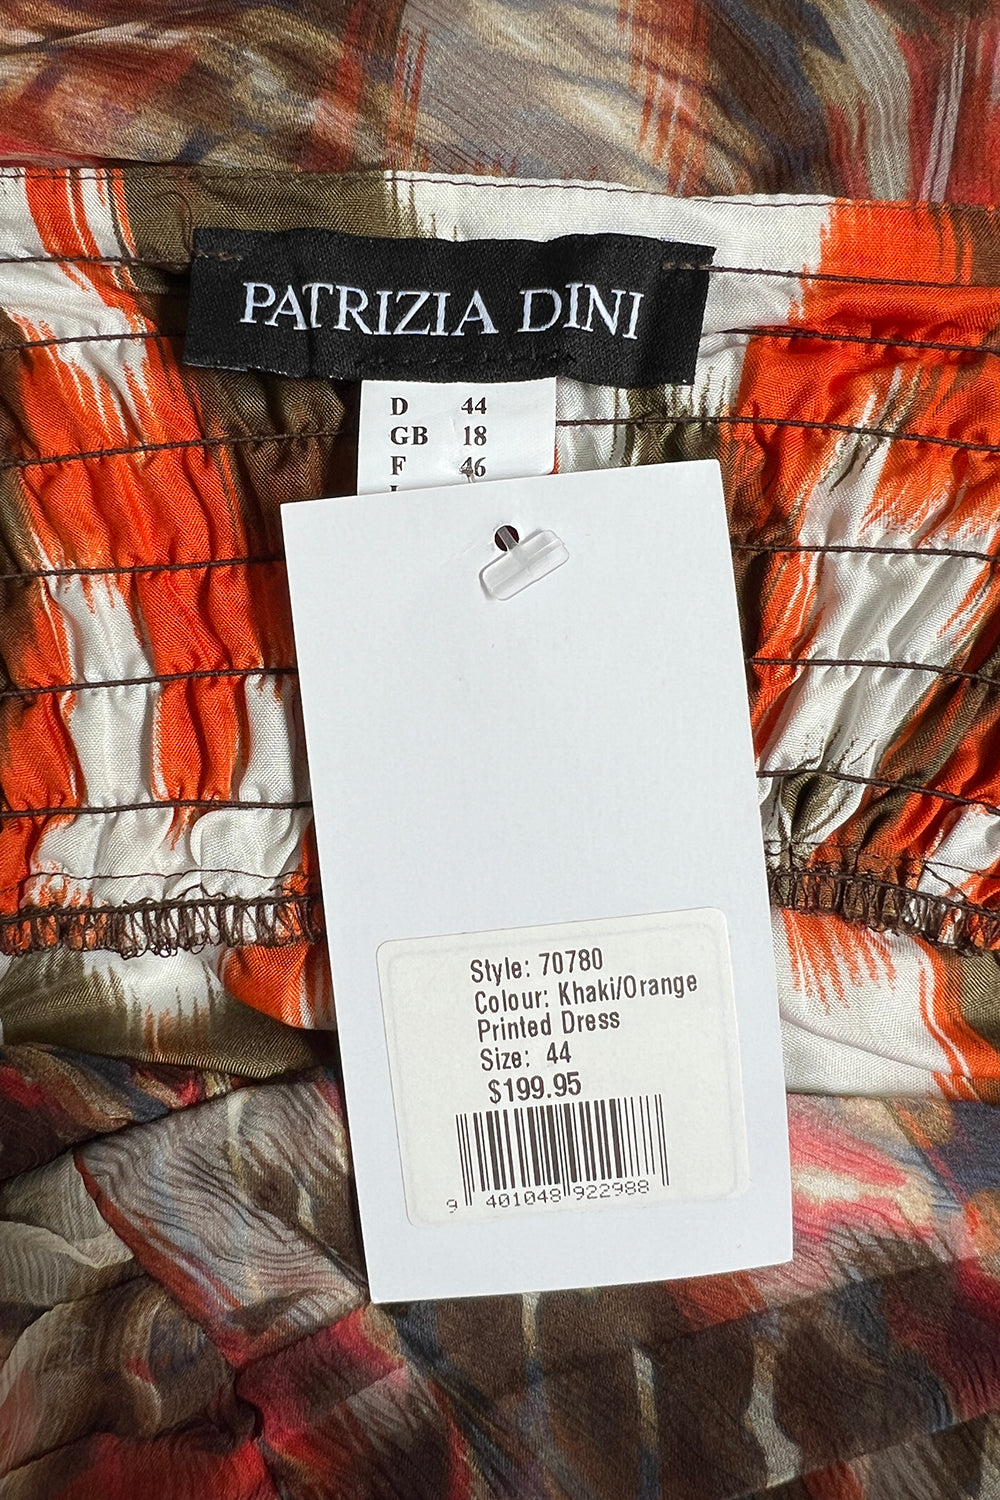 PATRIZIA DINI
D 44
GB 18
F 46
Style: 70780
Colour: Khaki/Orange
Printed Dress
Size: 44
$199.95
9 401048 922988